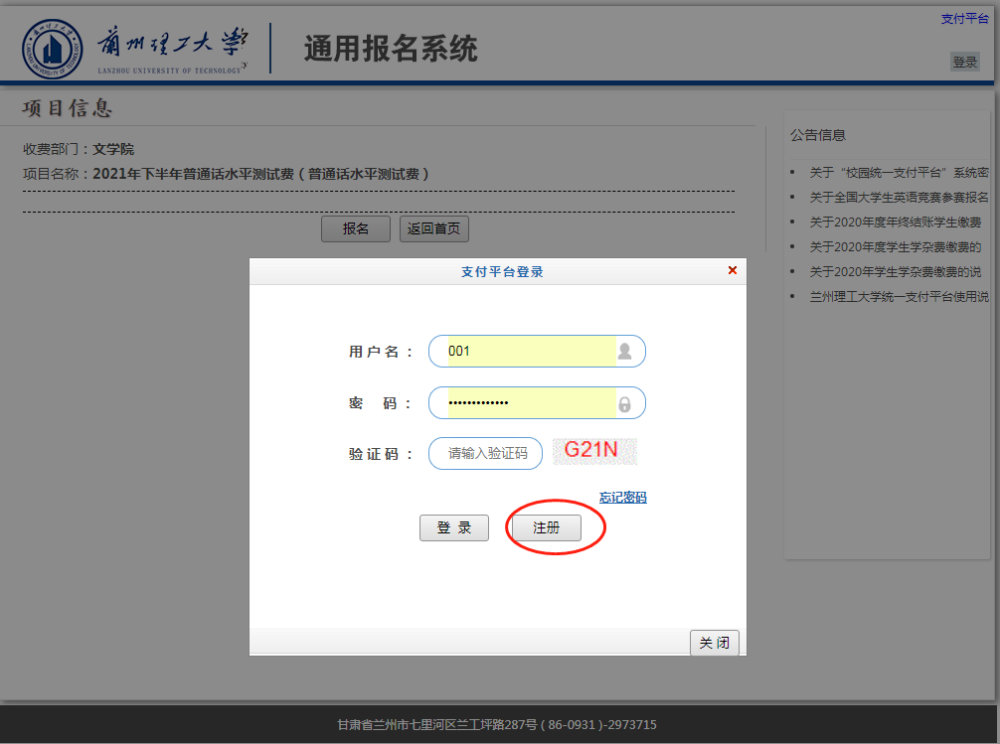 支付平台
蘭州理工大学
LANZHOU UNIVERSITY OF TECHNOLOGY
通用报名系统
登录
项目信息
收费部门：文学院
项目名称：2021年下半年普通话水平测试费（普通话水平测试费）
报名
返回首页
公告信息
关于“校园统一支付平台”系统密
关于全国大学生英语竞赛参赛报名
关于2020年度年终结账学生缴费
关于2020年度学生学杂费缴费的
关于2020年学生学杂费缴费的说
兰州理工大学统一支付平台使用说
支付平台登录
用户名：
001
密 码：
•••••••••••••
验证码：
请输入验证码
G21N
忘记密码
登 录
注册
关 闭
甘肃省兰州市七里河区兰工坪路287号 ( 86-0931 )-2973715